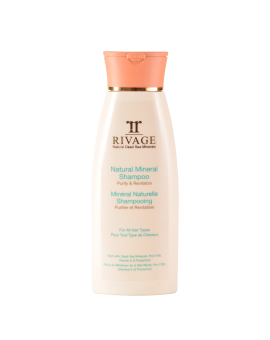 RIVAGE
Natural Dead Sea Minerals
Natural Mineral
Shampoo
Purify & Revitalize
Minéral Naturelle
Shampooing
Purifier et Revitaliser
For All Hair Types
Pour Tout Type de Cheveux